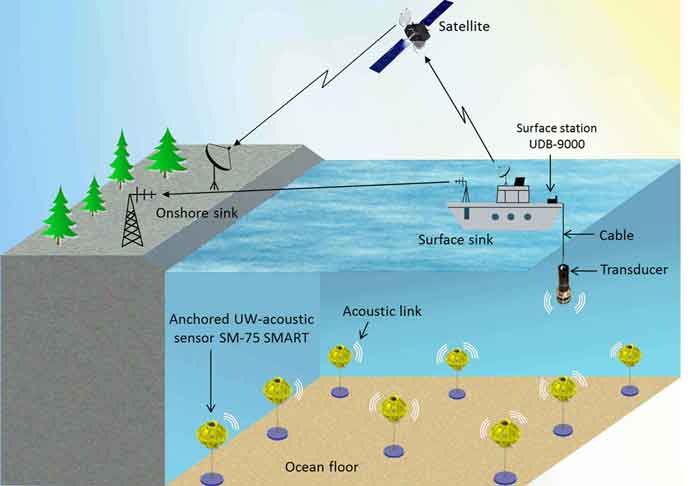 Satellite
Surface station
UDB-9000
Onshore sink
Surface sink
Cable
Transducer
Anchored UW-acoustic
sensor SM-75 SMART
Acoustic link
Ocean floor